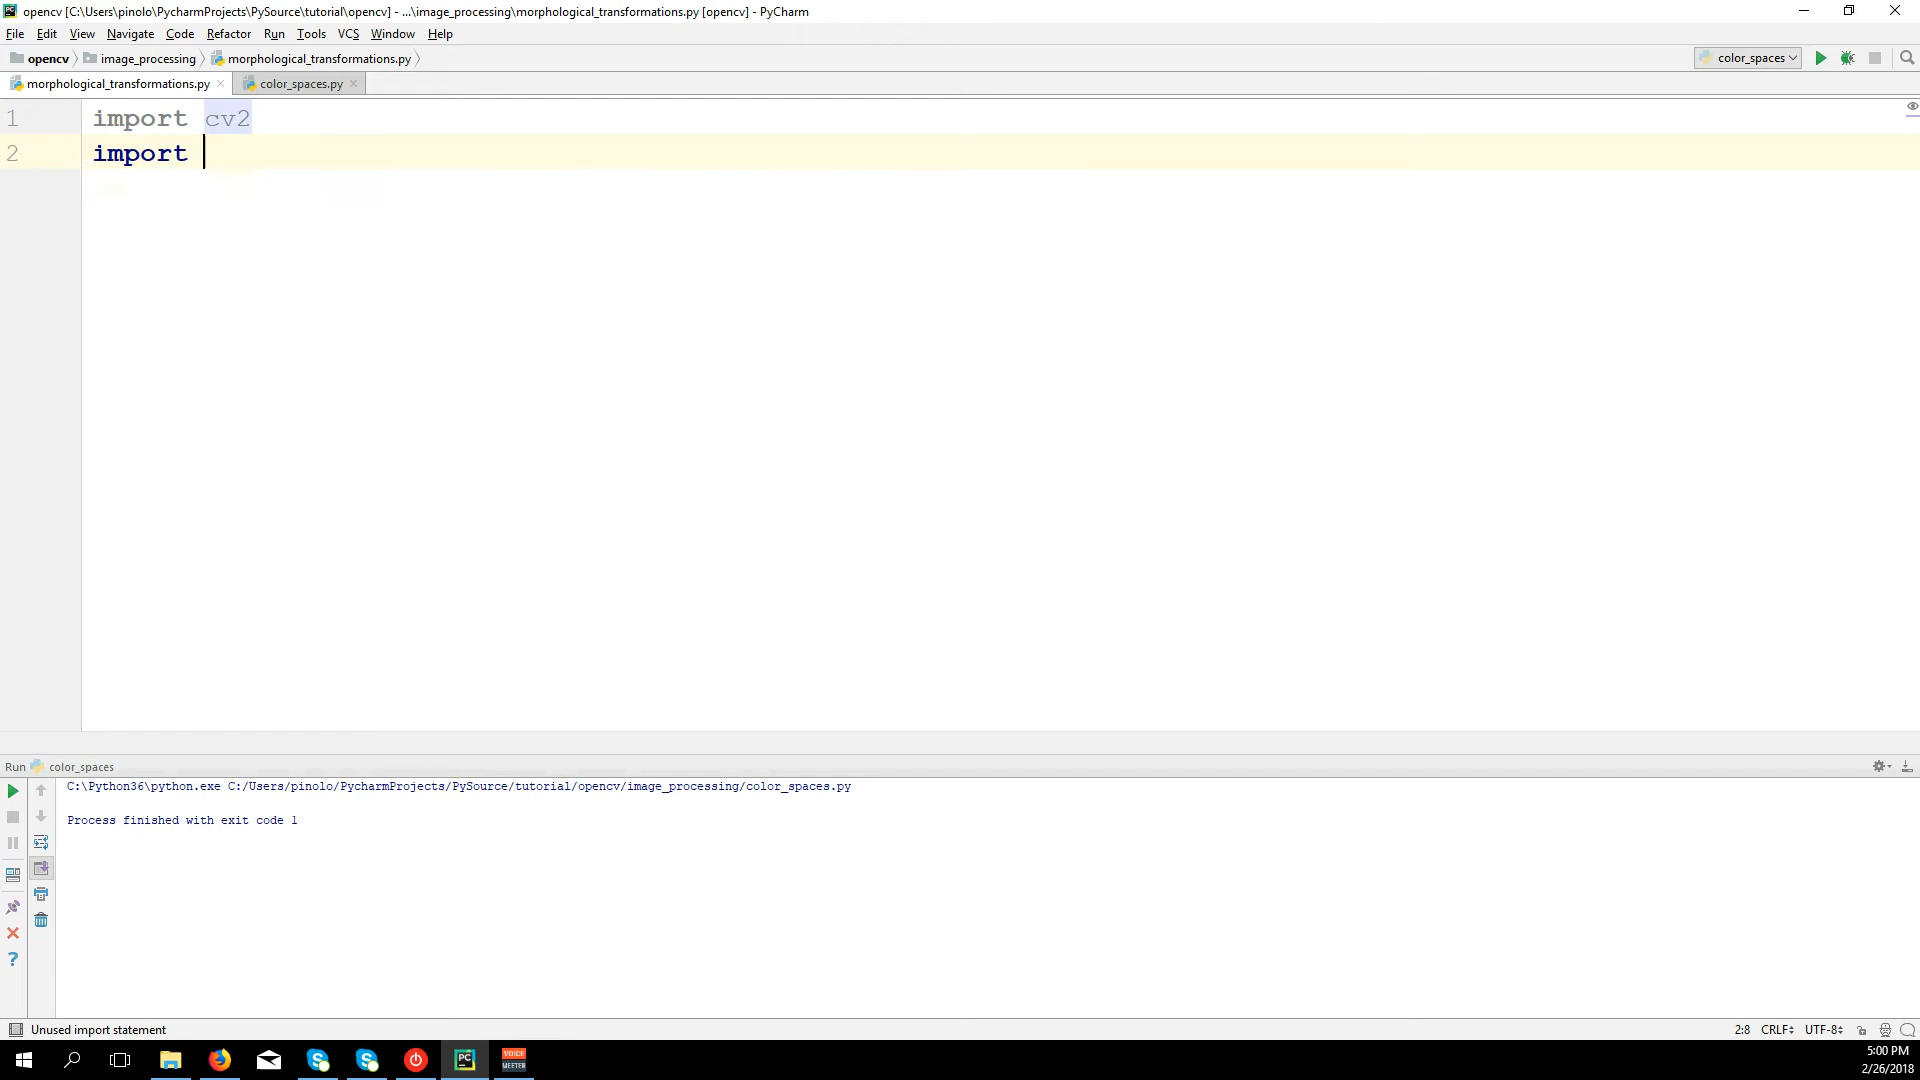 opencv [C:\Users\pinolo\PycharmProjects\PySource\tutorial\opencv] - ...\image_processing\morphological_transformations.py [opencv] - PyCharm
File Edit View Navigate Code Refactor Run Tools VCS Window Help
opencv image_processing morphological_transformations.py color_spaces
morphological_transformations.py color_spaces.py
1 import cv2
2 import
Run color_spaces
C:\Python36\python.exe C:/Users/pinolo/PycharmProjects/PySource/tutorial/opencv/image_processing/color_spaces.py
Process finished with exit code 1
Unused import statement 2:8 CRLF UTF-8
PC VOICE MEETER
5:00 PM
2/26/2018